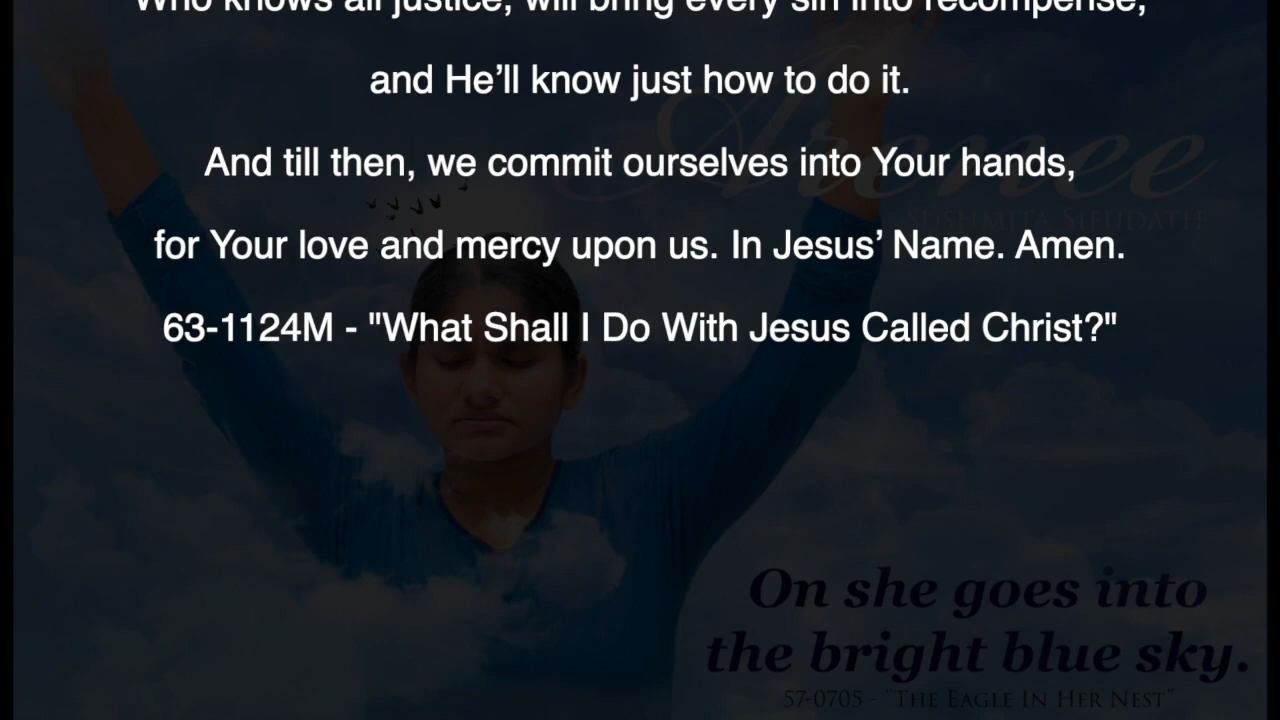 Who knows all justice, will bring every sin into recompense,
and He’ll know just how to do it.
Arenee
And till then, we commit ourselves into Your hands,
Sushmita Sieudath
for Your love and mercy upon us. In Jesus’ Name. Amen.
63-1124M - "What Shall I Do With Jesus Called Christ?"
On she goes into
the bright blue sky.
57-0705 - "The Eagle In Her Nest"